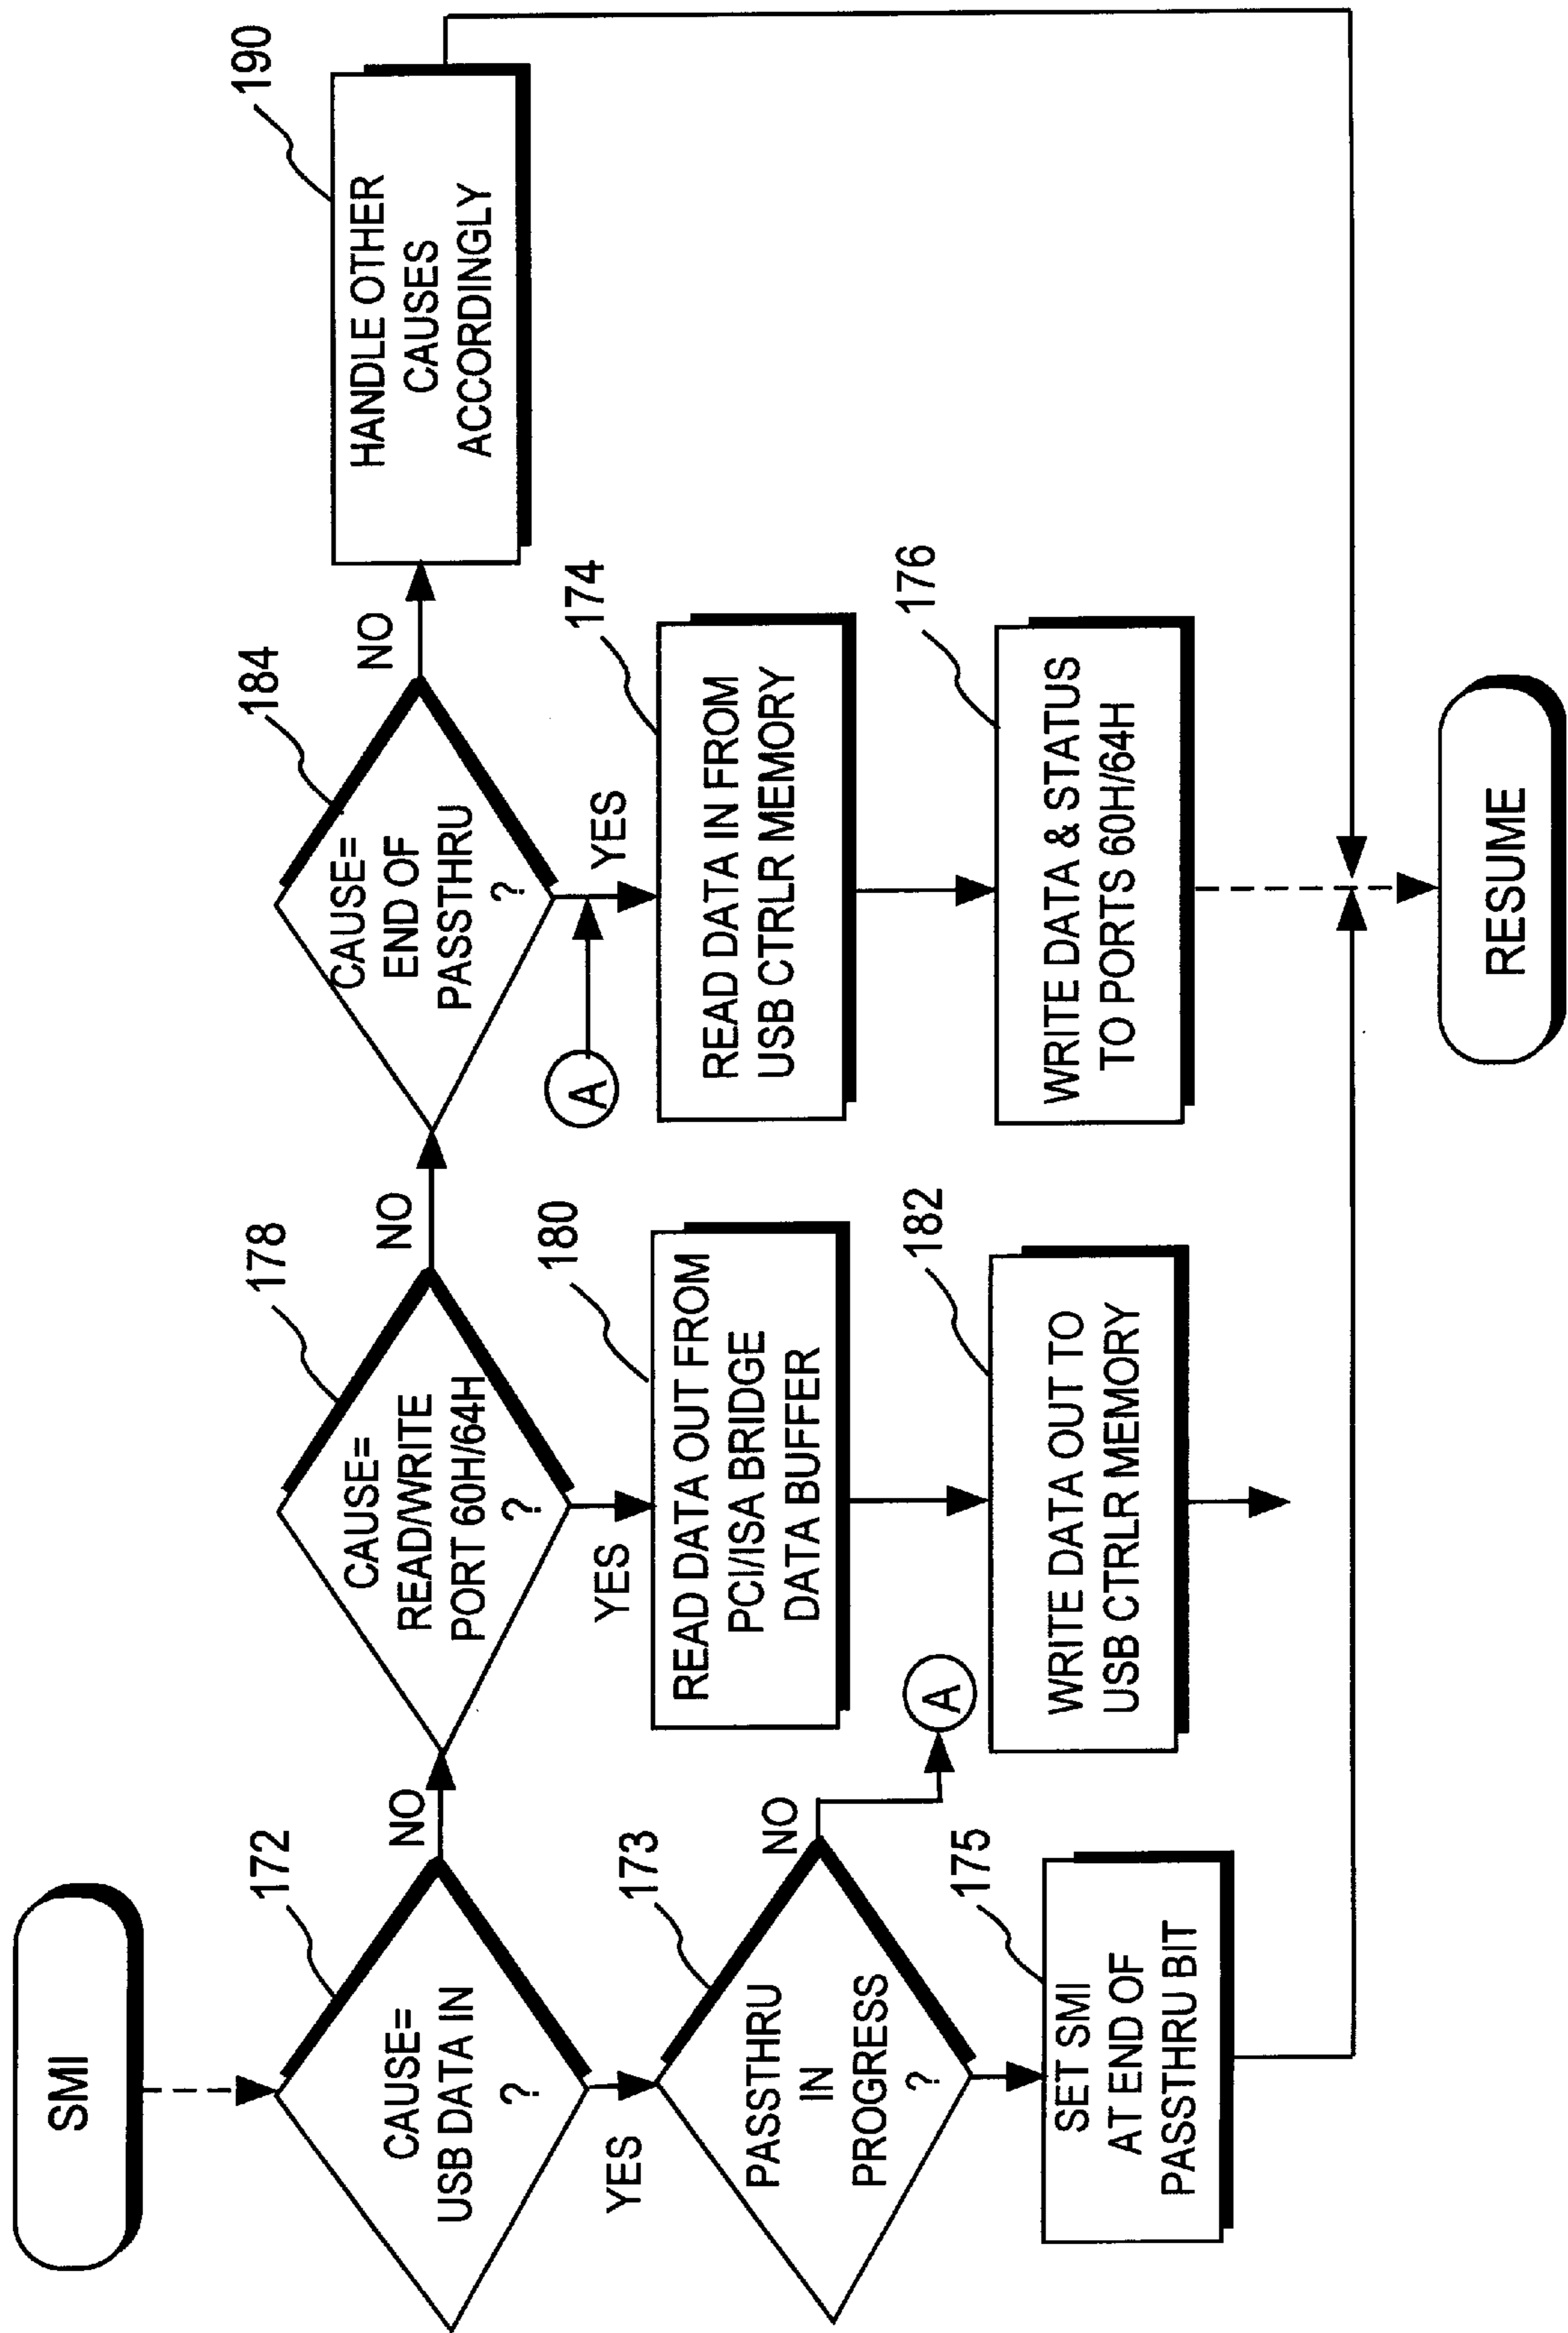 SMI
172
CAUSE=
USB DATA IN
?
NO
YES
173
PASSTHRU
IN
PROGRESS
?
NO
A
175
SET SMI
AT END OF
PASSTHRU BIT
178
CAUSE=
READ/WRITE
PORT 60H/64H
?
NO
YES
180
READ DATA OUT FROM
PCI/ISA BRIDGE
DATA BUFFER
182
WRITE DATA OUT TO
USB CTRLR MEMORY
184
CAUSE=
END OF
PASSTHRU
?
NO
YES
A
174
READ DATA IN FROM
USB CTRLR MEMORY
176
WRITE DATA & STATUS
TO PORTS 60H/64H
190
HANDLE OTHER
CAUSES
ACCORDINGLY
RESUME